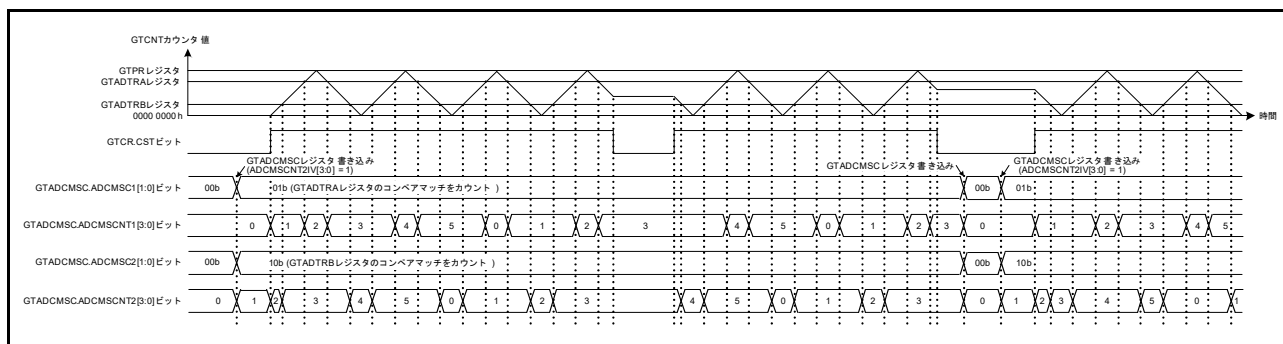 GTCNTカウンタ値
GTPRレジスタ
GTADTRAレジスタ
GTADTRBレジスタ
0000 0000h
時間
GTCR.CSTビット
GTADCMSCレジスタ書き込み
(ADCMSCNT2IV[3:0] = 1)
GTADCMSCレジスタ書き込み
GTADCMSCレジスタ書き込み
(ADCMSCNT2IV[3:0] = 1)
GTADCMSC.ADCMSC1[1:0]ビット 00b 01b (GTADTRAレジスタのコンペアマッチをカウント) 00b 01b
GTADCMSC.ADCMSCNT1[3:0]ビット 0 1 2 3 4 5 0 1 2 3 4 5 0 1 2 3 0 1 2 3 4 5
GTADCMSC.ADCMSC2[1:0]ビット 00b 10b (GTADTRBレジスタのコンペアマッチをカウント) 00b 10b
GTADCMSC.ADCMSCNT2[3:0]ビット 0 1 2 3 4 5 0 1 2 3 4 5 0 1 2 3 0 1 2 3 4 5 0 1